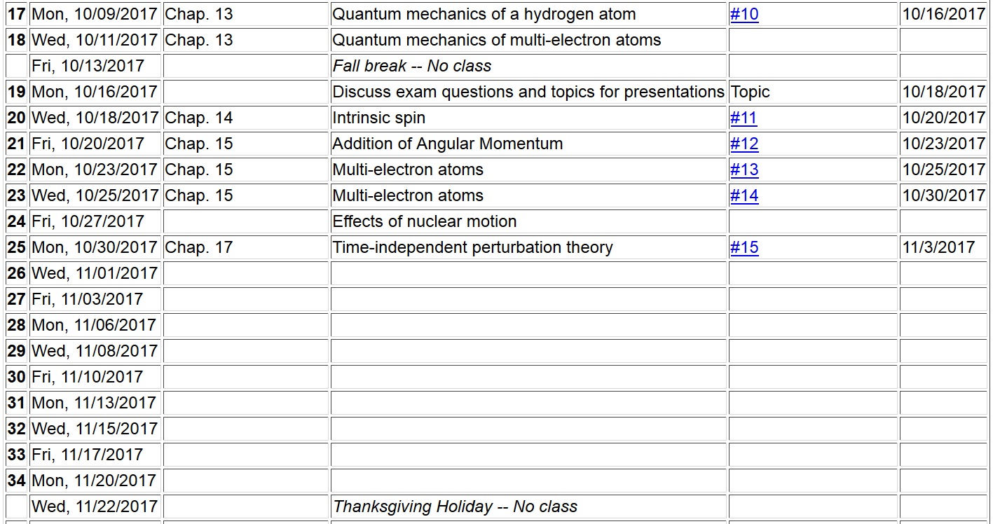 17 Mon, 10/09/2017 Chap. 13 Quantum mechanics of a hydrogen atom #10 10/16/2017
18 Wed, 10/11/2017 Chap. 13 Quantum mechanics of multi-electron atoms
Fri, 10/13/2017 Fall break -- No class
19 Mon, 10/16/2017 Discuss exam questions and topics for presentations Topic 10/18/2017
20 Wed, 10/18/2017 Chap. 14 Intrinsic spin #11 10/20/2017
21 Fri, 10/20/2017 Chap. 15 Addition of Angular Momentum #12 10/23/2017
22 Mon, 10/23/2017 Chap. 15 Multi-electron atoms #13 10/25/2017
23 Wed, 10/25/2017 Chap. 15 Multi-electron atoms #14 10/30/2017
24 Fri, 10/27/2017 Effects of nuclear motion
25 Mon, 10/30/2017 Chap. 17 Time-independent perturbation theory #15 11/3/2017
26 Wed, 11/01/2017
27 Fri, 11/03/2017
28 Mon, 11/06/2017
29 Wed, 11/08/2017
30 Fri, 11/10/2017
31 Mon, 11/13/2017
32 Wed, 11/15/2017
33 Fri, 11/17/2017
34 Mon, 11/20/2017
Wed, 11/22/2017 Thanksgiving Holiday -- No class